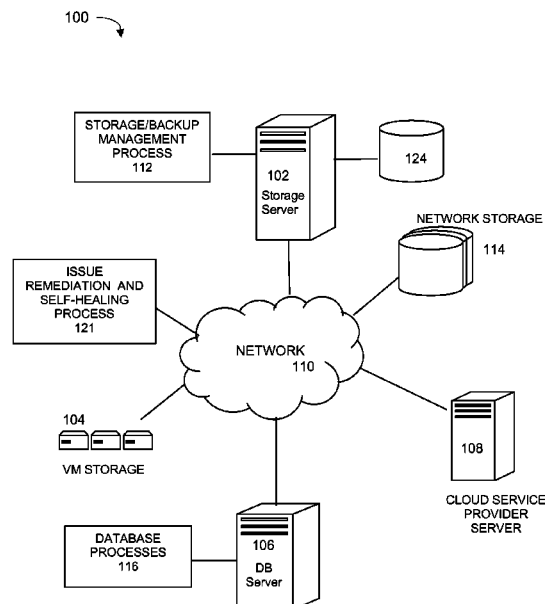 100
STORAGE/BACKUP
MANAGEMENT
PROCESS
112
102
Storage
Server
124
NETWORK STORAGE
114
ISSUE
REMEDIATION AND
SELF-HEALING
PROCESS
121
NETWORK
110
104
VM STORAGE
108
CLOUD SERVICE
PROVIDER
SERVER
DATABASE
PROCESSES
116
106
DB
Server